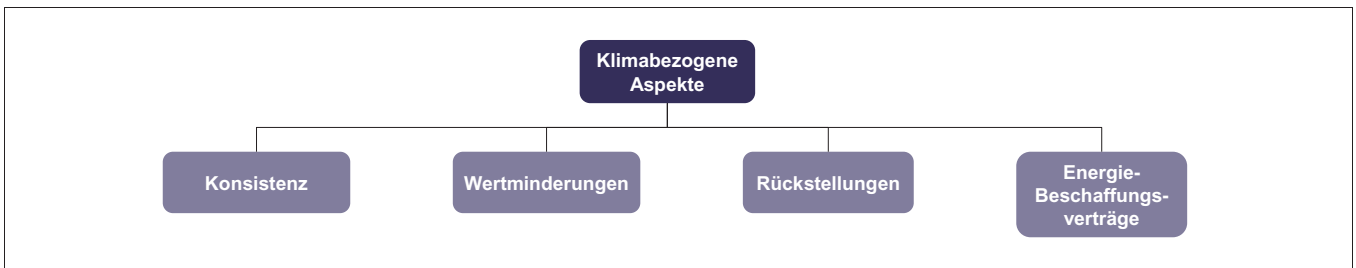 Klimabezogene
Aspekte
Konsistenz
Wertminderungen
Rückstellungen
Energie-
Beschaffungs-
verträge